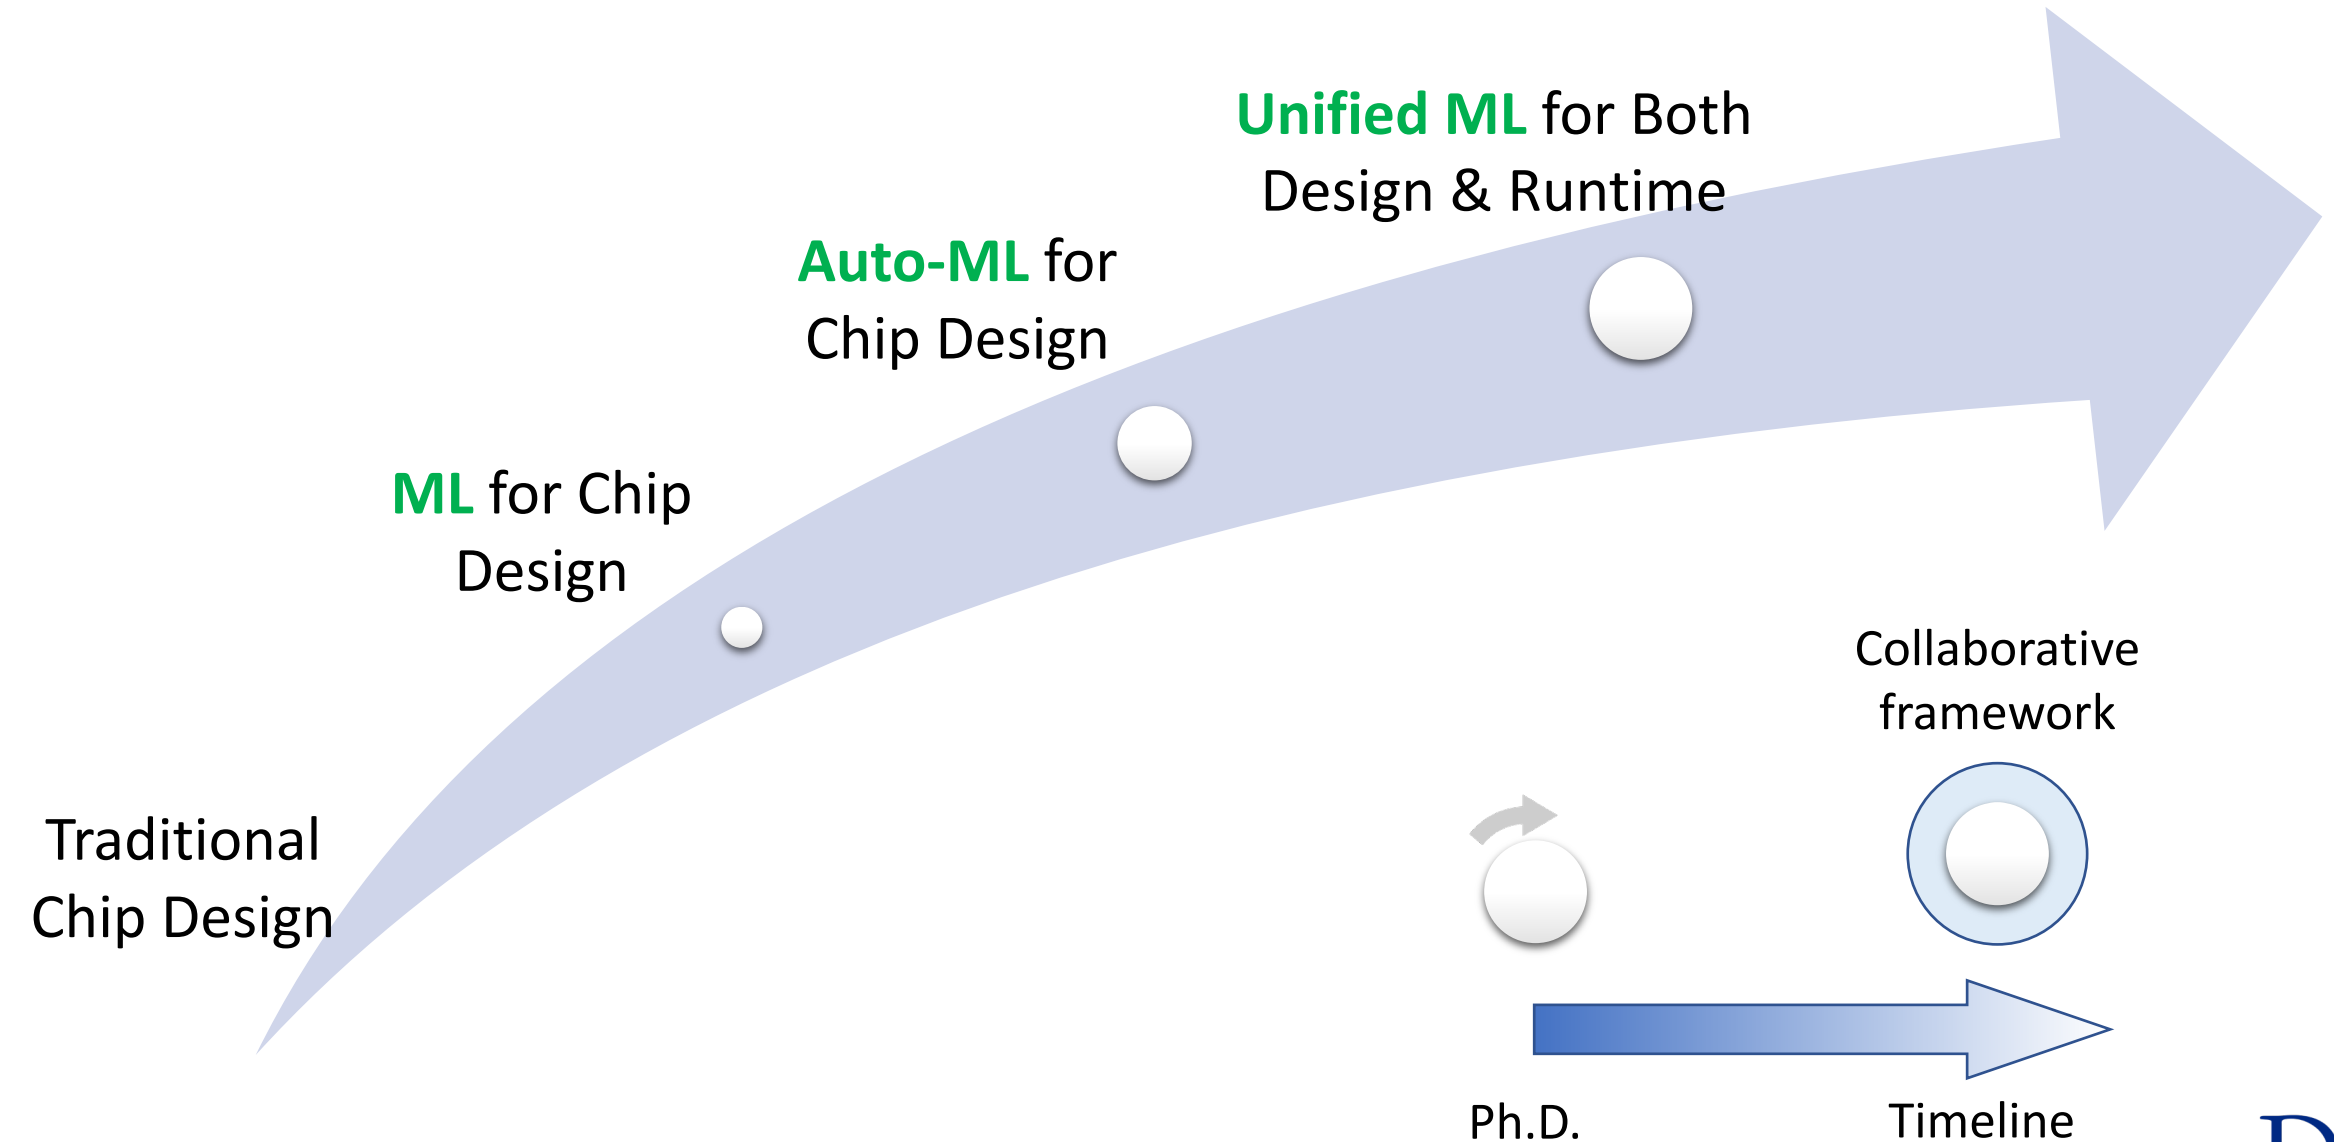 Unified ML for Both
Design & Runtime
Auto-ML for
Chip Design
ML for Chip
Design
Traditional
Chip Design
Collaborative
framework
Ph.D.
Timeline